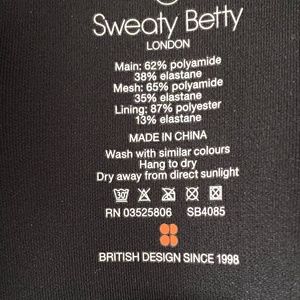 Sweaty Betty
LONDON
Main: 62% polyamide
38% elastane
Mesh: 65% polyamide
35% elastane
Lining: 87% polyester
13% elastane
MADE IN CHINA
Wash with similar colours
Hang to dry
Dry away from direct sunlight
30°
RN 03525806 SB4085
BRITISH DESIGN SINCE 1998